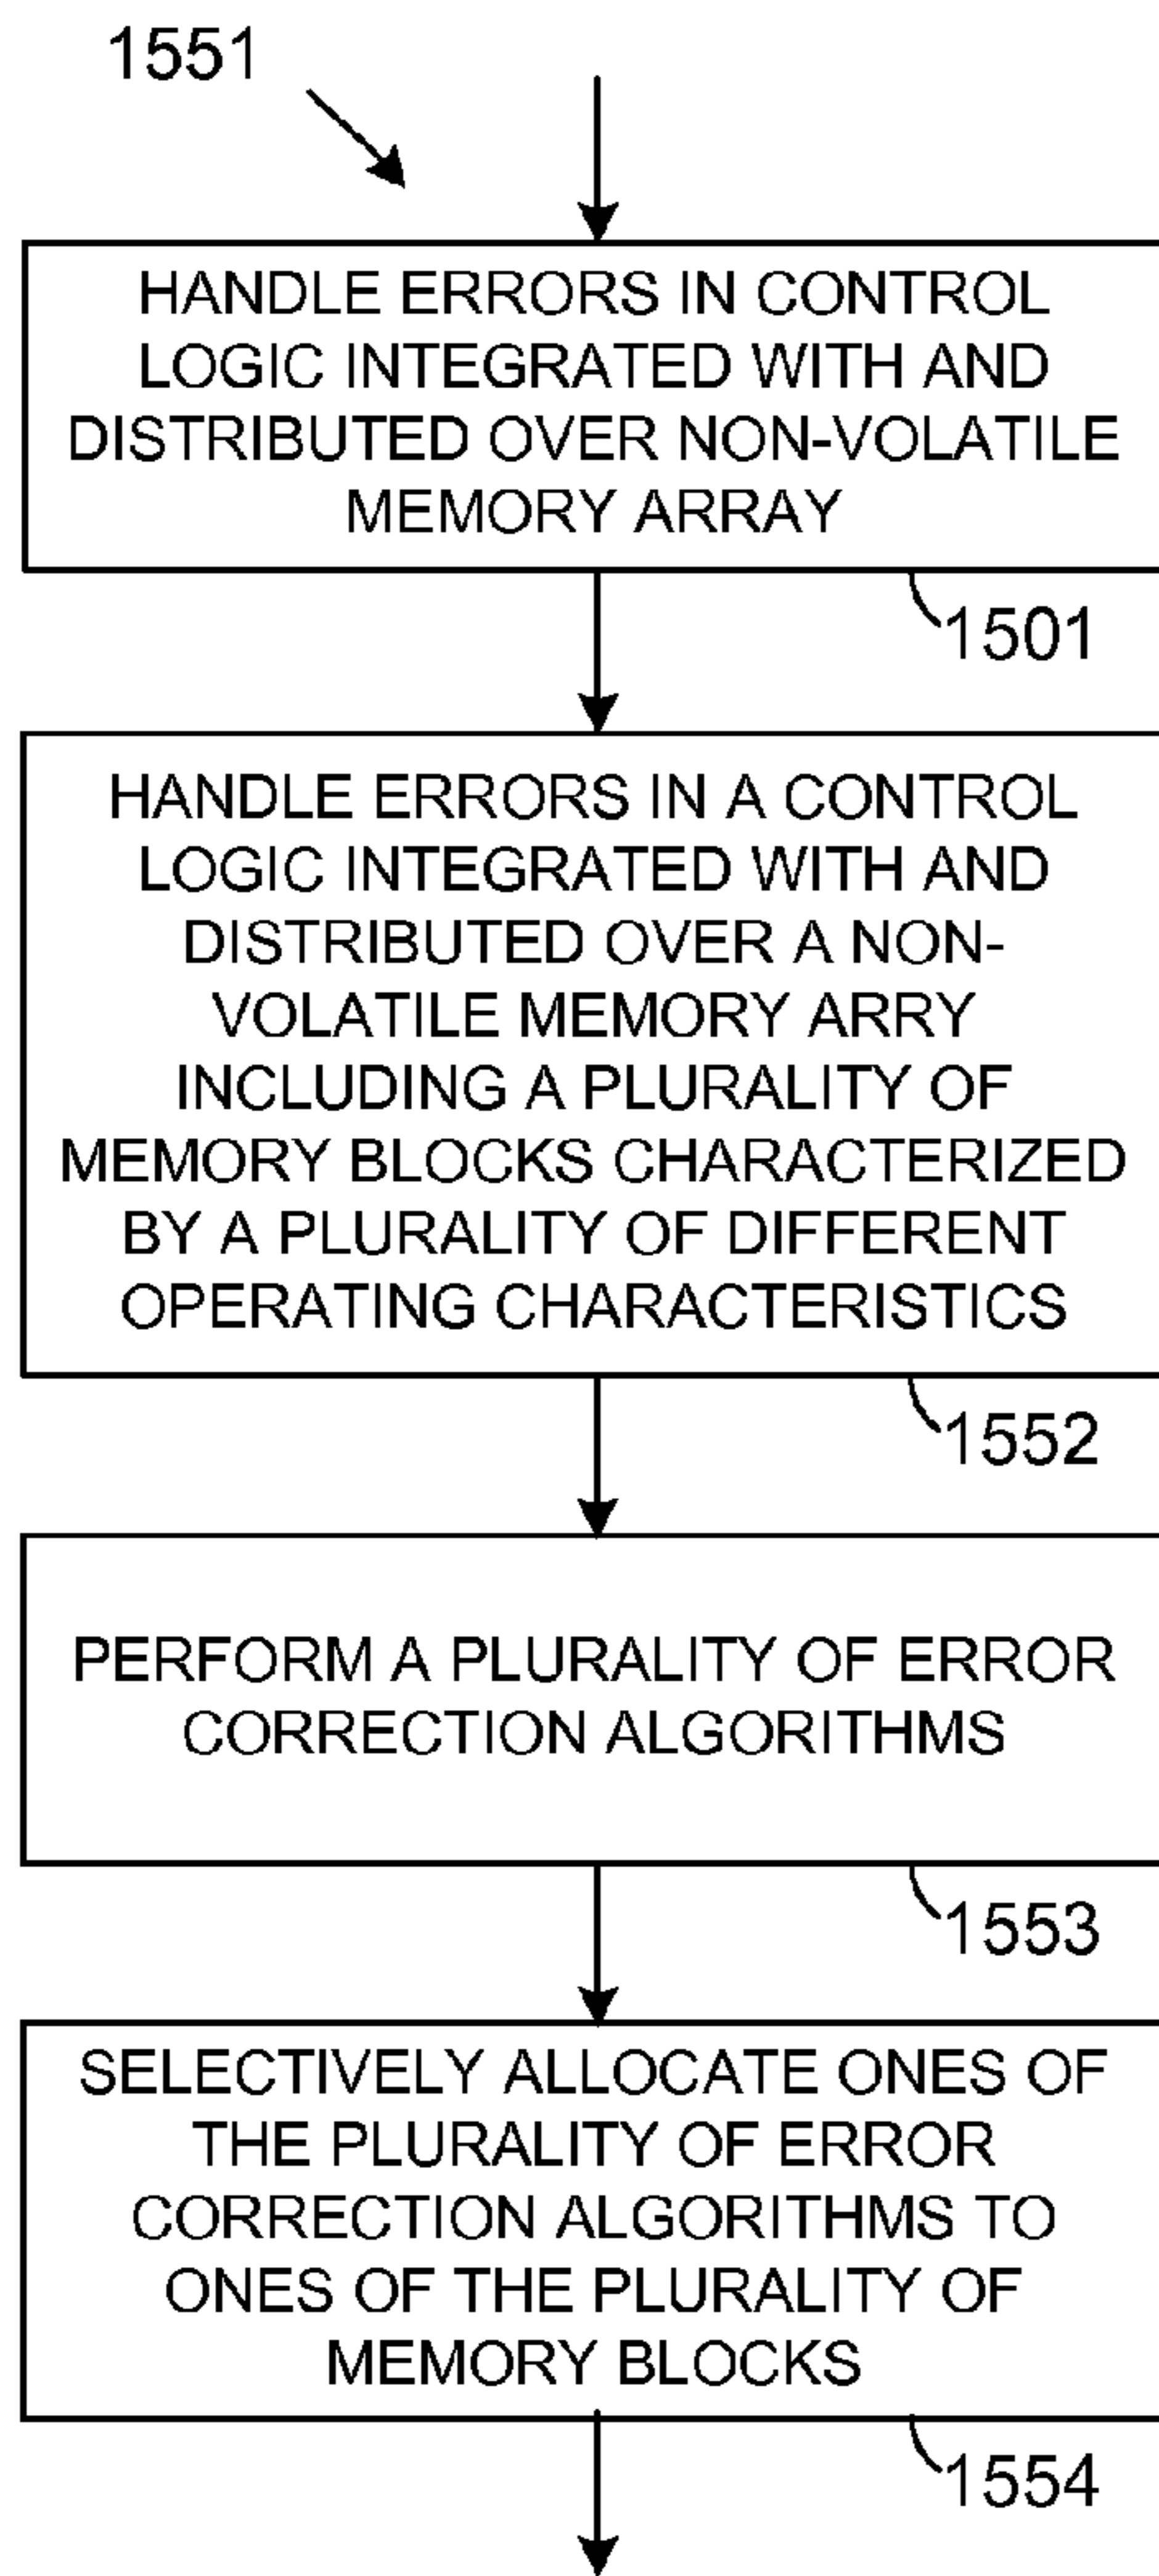 1551
HANDLE ERRORS IN CONTROL
LOGIC INTEGRATED WITH AND
DISTRIBUTED OVER NON-VOLATILE
MEMORY ARRAY
1501
HANDLE ERRORS IN A CONTROL
LOGIC INTEGRATED WITH AND
DISTRIBUTED OVER A NON-
VOLATILE MEMORY ARRY
INCLUDING A PLURALITY OF
MEMORY BLOCKS CHARACTERIZED
BY A PLURALITY OF DIFFERENT
OPERATING CHARACTERISTICS
1552
PERFORM A PLURALITY OF ERROR
CORRECTION ALGORITHMS
1553
SELECTIVELY ALLOCATE ONES OF
THE PLURALITY OF ERROR
CORRECTION ALGORITHMS TO
ONES OF THE PLURALITY OF
MEMORY BLOCKS
1554